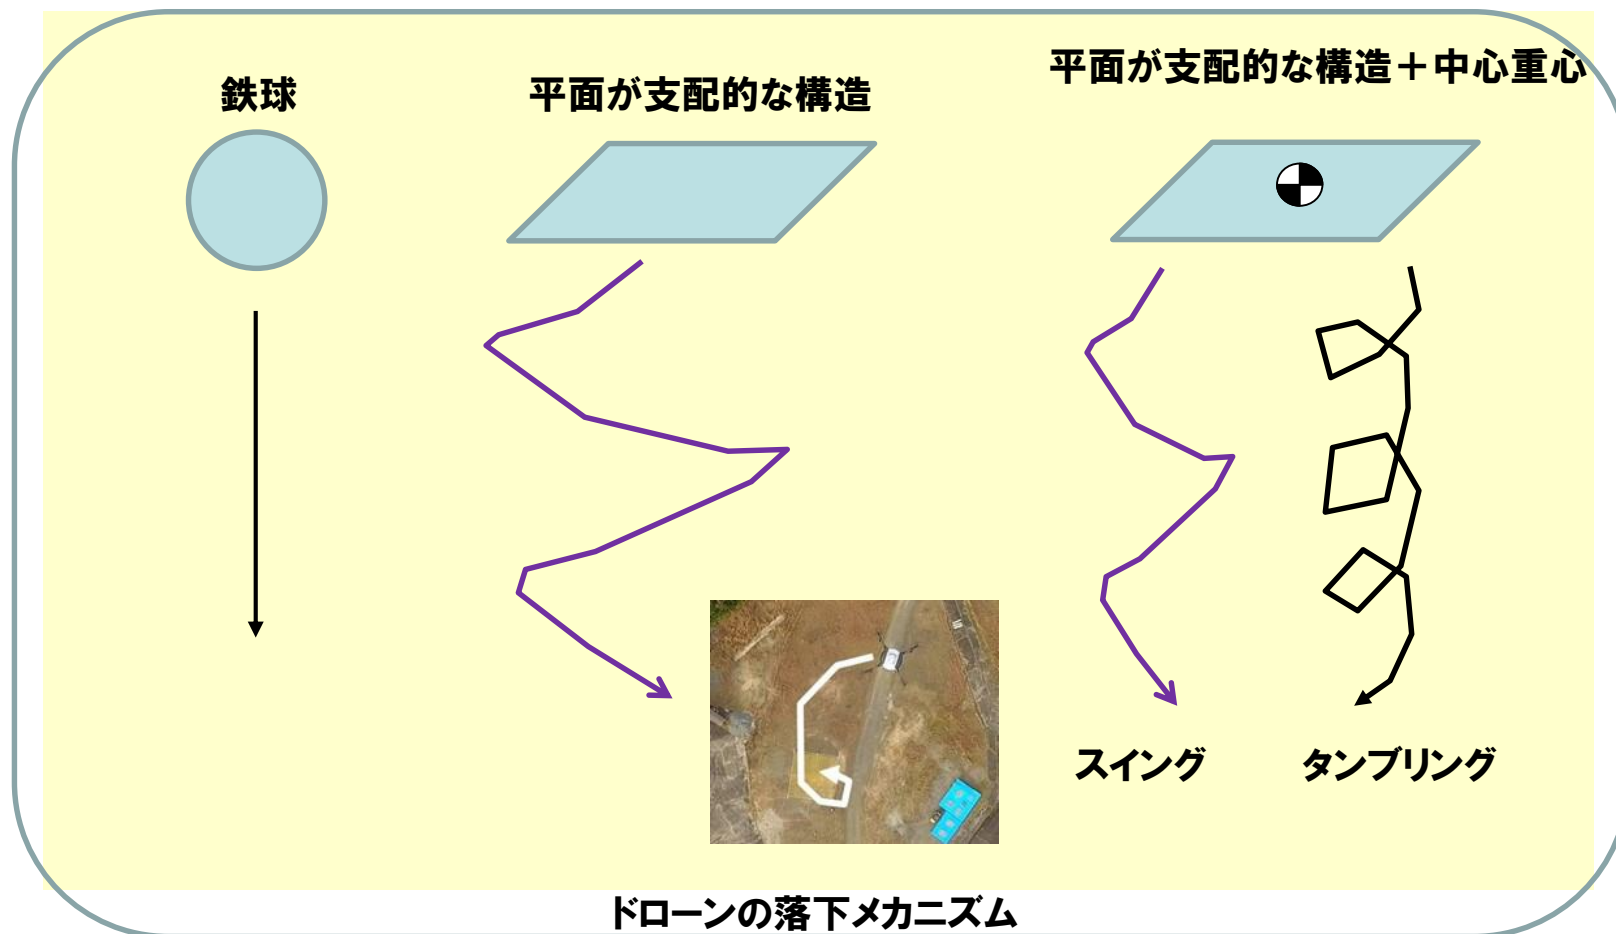 鉄球
平面が支配的な構造
平面が支配的な構造＋中心重心
スイング
タンブリング
ドローンの落下メカニズム